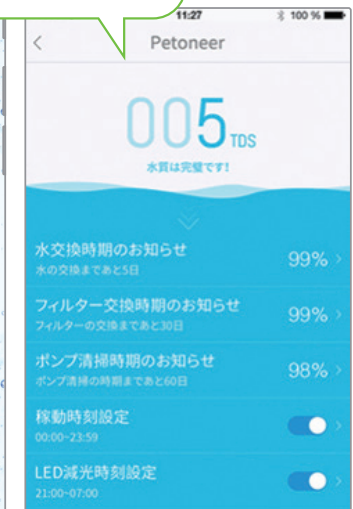 11:27
100 %
Petoneer
005 TDS
水質は完璧です!
水交換時期のお知らせ
99%
水の交換まであと5日
フィルター交換時期のお知らせ
99%
フィルターの交換まであと30日
ポンプ清掃時期のお知らせ
98%
ポンプ清掃の時期まであと60日
稼動時刻設定
00:00-23:59
LED減光時刻設定
21:00-07:00